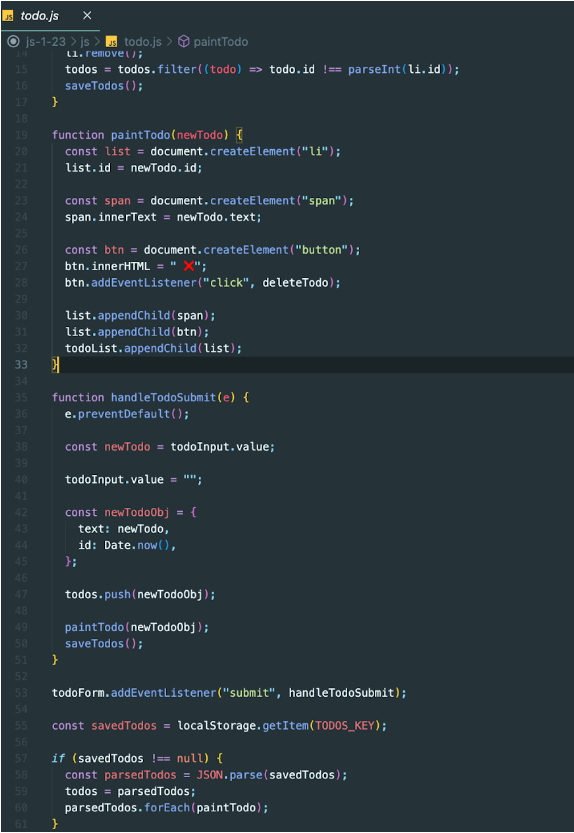 JS todo.js ×
js-1-23 > js > JS todo.js > paintTodo
14 li.remove();
15 todos = todos.filter((todo) => todo.id !== parseInt(li.id));
16 saveTodos();
17 }
18
19 function paintTodo(newTodo) {
20 const list = document.createElement("li");
21 list.id = newTodo.id;
22
23 const span = document.createElement("span");
24 span.innerText = newTodo.text;
25
26 const btn = document.createElement("button");
27 btn.innerHTML = " ❌";
28 btn.addEventListener("click", deleteTodo);
29
30 list.appendChild(span);
31 list.appendChild(btn);
32 todoList.appendChild(list);
33 }
34
35 function handleTodoSubmit(e) {
36 e.preventDefault();
37
38 const newTodo = todoInput.value;
39
40 todoInput.value = "";
41
42 const newTodoObj = {
43 text: newTodo,
44 id: Date.now(),
45 };
46
47 todos.push(newTodoObj);
48
49 paintTodo(newTodoObj);
50 saveTodos();
51 }
52
53 todoForm.addEventListener("submit", handleTodoSubmit);
54
55 const savedTodos = localStorage.getItem(TODOS_KEY);
56
57 if (savedTodos !== null) {
58 const parsedTodos = JSON.parse(savedTodos);
59 todos = parsedTodos;
60 parsedTodos.forEach(paintTodo);
61 }